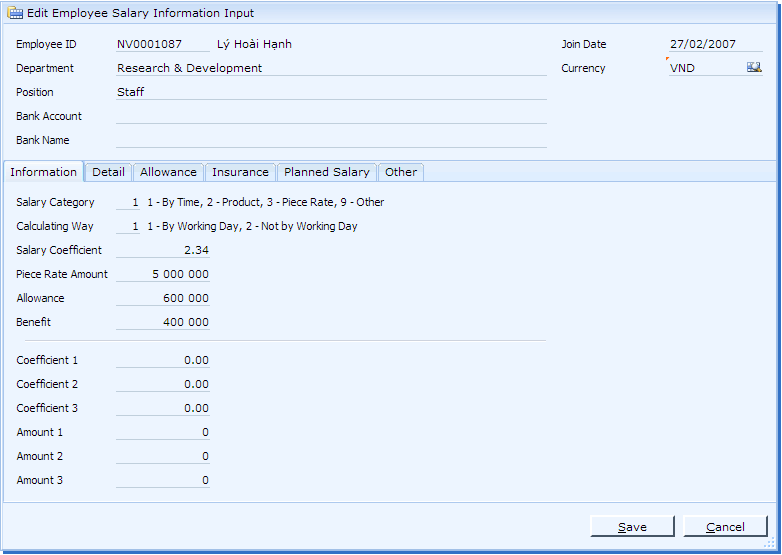 Edit Employee Salary Information Input
Employee ID NV0001087 Lý Hoài Hạnh Join Date 27/02/2007
Department Research & Development Currency VND
Position Staff
Bank Account
Bank Name
Information Detail Allowance Insurance Planned Salary Other
Salary Category 1 1 - By Time, 2 - Product, 3 - Piece Rate, 9 - Other
Calculating Way 1 1 - By Working Day, 2 - Not by Working Day
Salary Coefficient 2.34
Piece Rate Amount 5 000 000
Allowance 600 000
Benefit 400 000
Coefficient 1 0.00
Coefficient 2 0.00
Coefficient 3 0.00
Amount 1 0
Amount 2 0
Amount 3 0
Save Cancel